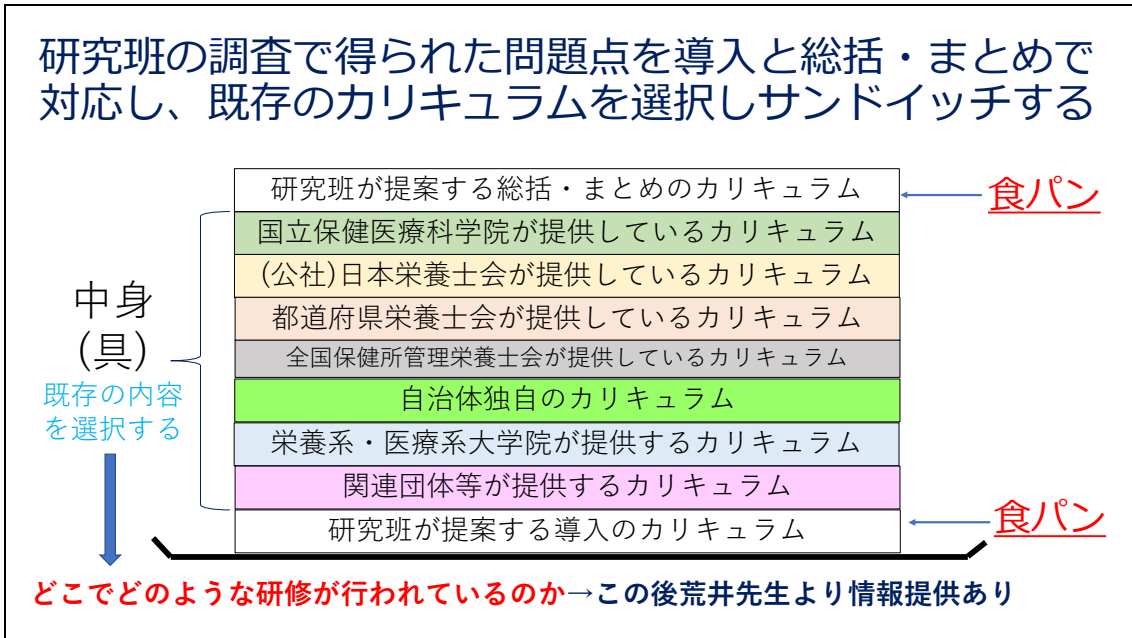 研究班の調査で得られた問題点を導入と総括・まとめで
対応し、既存のカリキュラムを選択しサンドイッチする
研究班が提案する総括・まとめのカリキュラム
食パン
国立保健医療科学院が提供しているカリキュラム
(公社)日本栄養士会が提供しているカリキュラム
都道府県栄養士会が提供しているカリキュラム
全国保健所管理栄養士会が提供しているカリキュラム
自治体独自のカリキュラム
栄養系・医療系大学院が提供するカリキュラム
関連団体等が提供するカリキュラム
中身
(具)
既存の内容
を選択する
研究班が提案する導入のカリキュラム
食パン
どこでどのような研修が行われているのか→この後荒井先生より情報提供あり